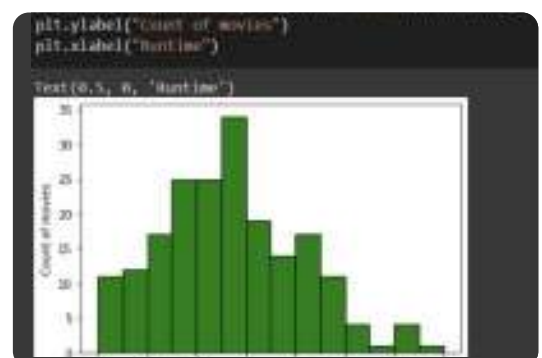 plt.ylabel("Count of movies")
plt.xlabel("Runtime")
Text(0.5, 0, 'Runtime')
35
30
25
20
15
10
5
0
Count of movies